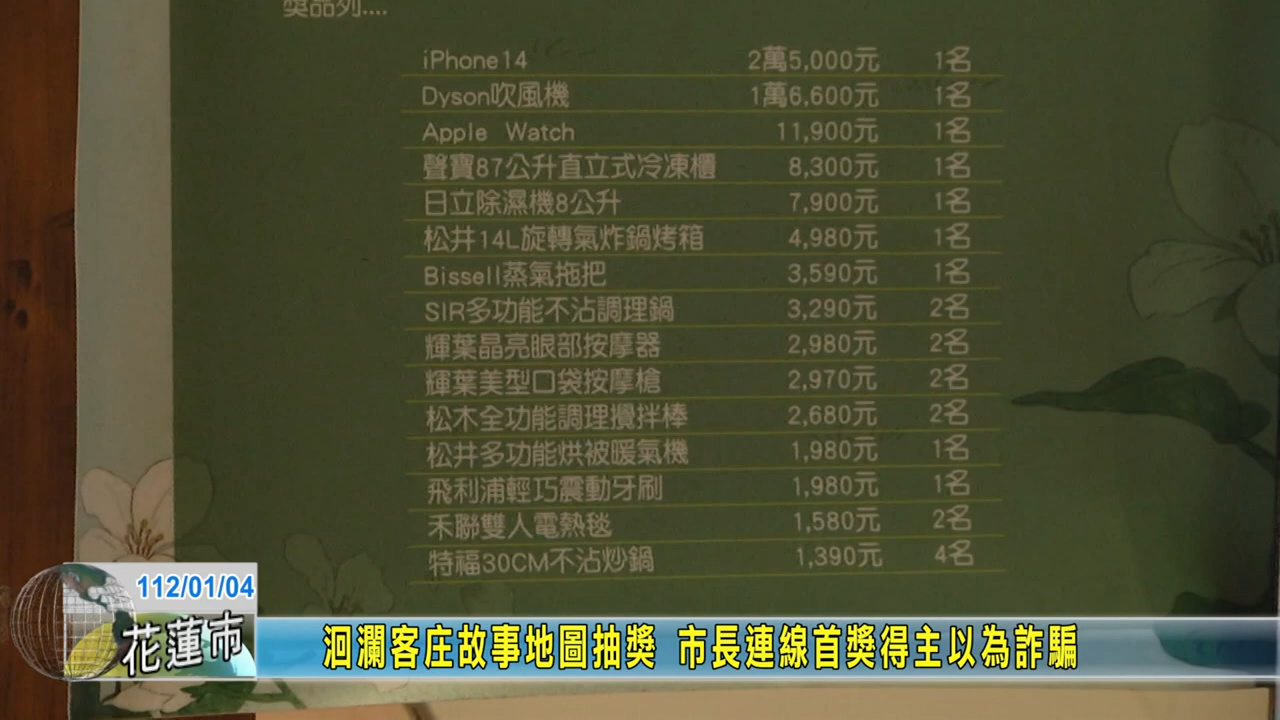 獎品列....
iPhone14 2萬5,000元 1名
Dyson吹風機 1萬6,600元 1名
Apple Watch 11,900元 1名
聲寶87公升直立式冷凍櫃 8,300元 1名
日立除濕機8公升 7,900元 1名
松井14L旋轉氣炸鍋烤箱 4,980元 1名
Bissell蒸氣拖把 3,590元 1名
SIR多功能不沾調理鍋 3,290元 2名
輝葉晶亮眼部按摩器 2,980元 2名
輝葉美型口袋按摩槍 2,970元 2名
松木全功能調理攪拌棒 2,680元 2名
松井多功能烘被暖氣機 1,980元 1名
飛利浦輕巧震動牙刷 1,980元 1名
禾聯雙人電熱毯 1,580元 2名
特福30CM不沾炒鍋 1,390元 4名
112/01/04
花蓮市
洄瀾客庄故事地圖抽獎 市長連線首獎得主以為詐騙